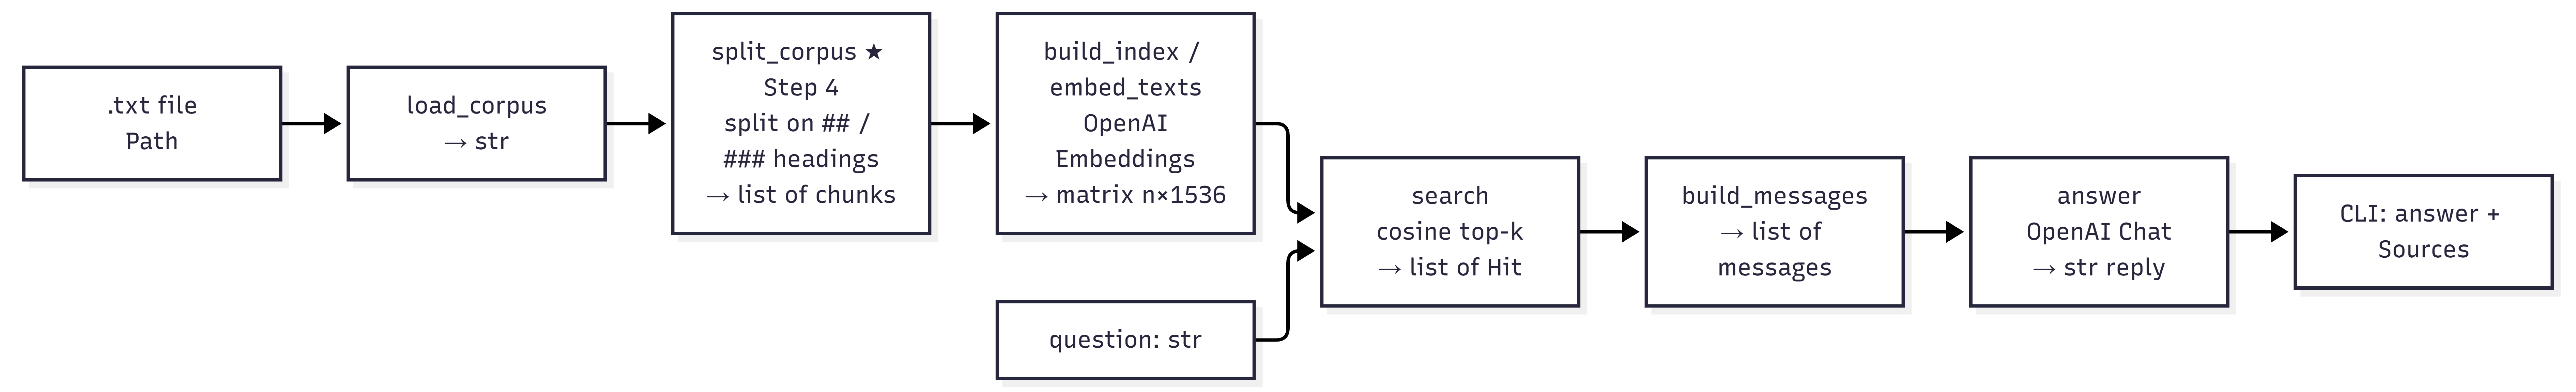 .txt file
Path
load_corpus
→ str
split_corpus ★
Step 4
split on ## /
### headings
→ list of chunks
build_index /
embed_texts
OpenAI
Embeddings
→ matrix n×1536
question: str
search
cosine top-k
→ list of Hit
build_messages
→ list of
messages
answer
OpenAI Chat
→ str reply
CLI: answer +
Sources